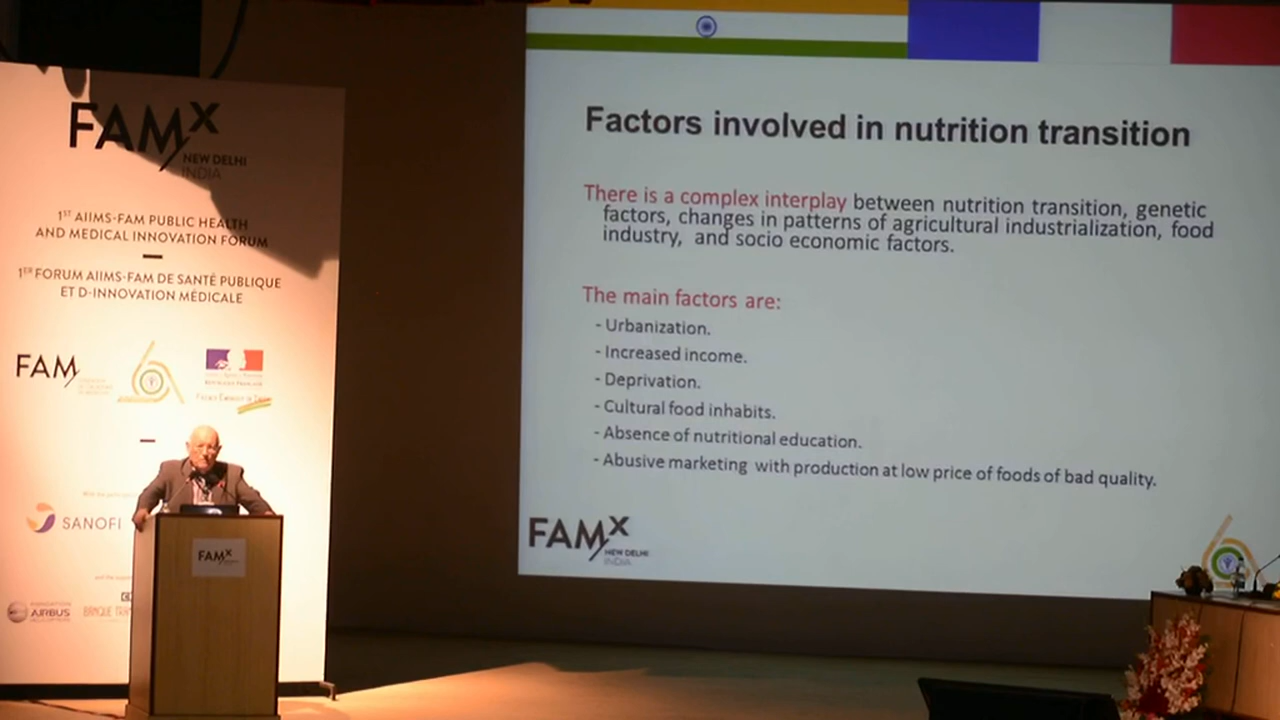 FAMX
NEW DELHI
INDIA
1ST AIIMS-FAM PUBLIC HEALTH
AND MEDICAL INNOVATION FORUM
1ER FORUM AIIMS-FAM DE SANTÉ PUBLIQUE
ET D-INNOVATION MÉDICALE
FAM
SANOFI
AIRBUS
BANQUE
FAMX
Factors involved in nutrition transition
There is a complex interplay between nutrition transition, genetic
factors, changes in patterns of agricultural industrialization, food
industry, and socio economic factors.
The main factors are:
- Urbanization.
- Increased income.
- Deprivation.
- Cultural food inhabits.
- Absence of nutritional education.
- Abusive marketing with production at low price of foods of bad quality.
FAMX
NEW DELHI
INDIA